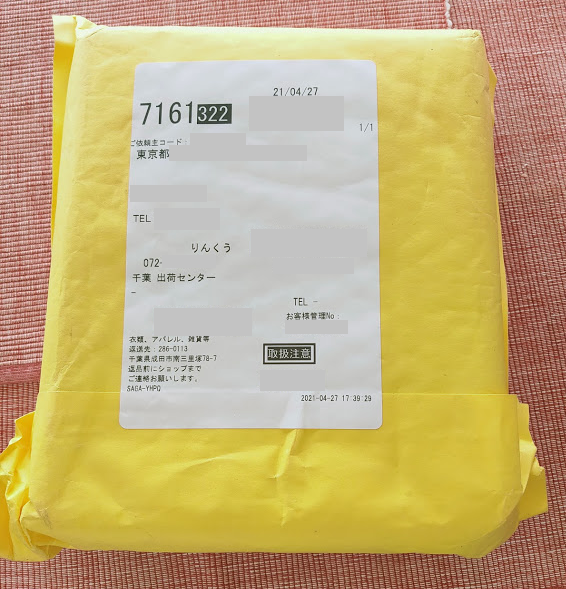 21/04/27
7161 322
1/1
ご依頼主コード:
東京都
TEL
りんくう
072-
千葉 出荷センター
-
TEL -
お客様管理No:
衣類、アパレル、雑貨等
返送先:286-0113
千葉県成田市南三里塚78-7
返品前にショップまで
ご連絡お願いします。
SAGA-YHPQ
取扱注意
2021-04-27 17:39:29